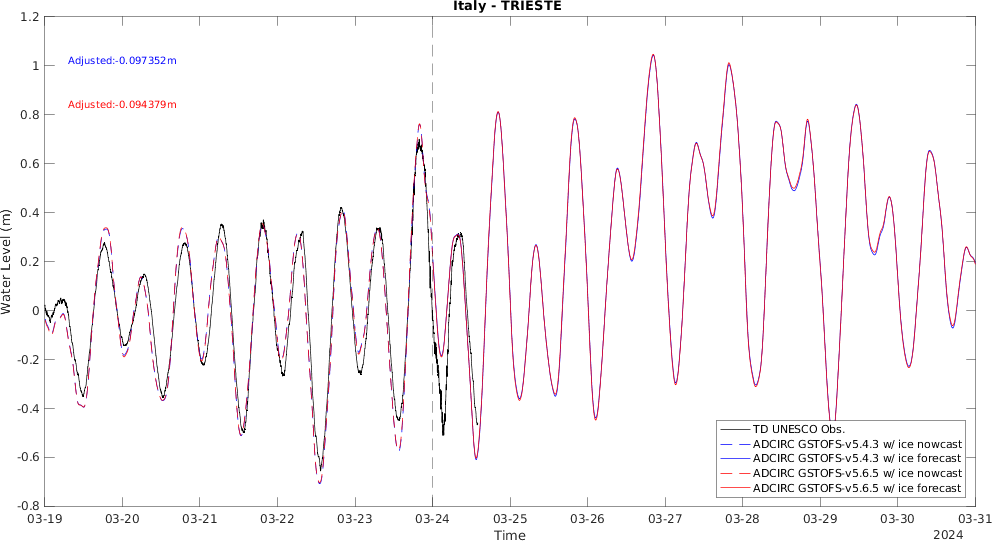 Italy - TRIESTE
Adjusted:-0.097352m
Adjusted:-0.094379m
Water Level (m)
1.2
1
0.8
0.6
0.4
0.2
0
-0.2
-0.4
-0.6
-0.8
TD UNESCO Obs.
ADCIRC GSTOFS-v5.4.3 w/ ice nowcast
ADCIRC GSTOFS-v5.4.3 w/ ice forecast
ADCIRC GSTOFS-v5.6.5 w/ ice nowcast
ADCIRC GSTOFS-v5.6.5 w/ ice forecast
03-19 03-20 03-21 03-22 03-23 03-24 03-25 03-26 03-27 03-28 03-29 03-30 03-31
Time
2024